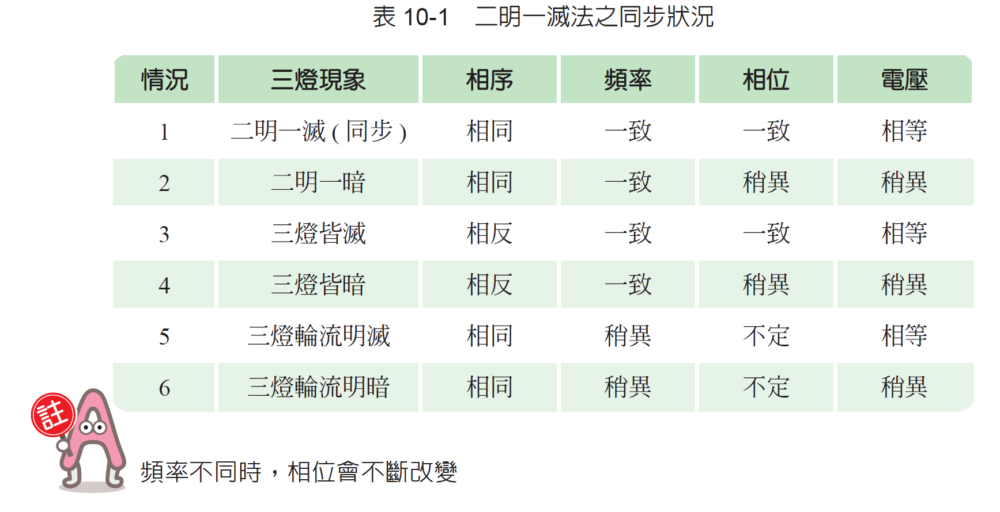 表 10-1　二明一滅法之同步狀況
情況 三燈現象 相序 頻率 相位 電壓
1 二明一滅 ( 同步 ) 相同 一致 一致 相等
2 二明一暗 相同 一致 稍異 稍異
3 三燈皆滅 相反 一致 一致 相等
4 三燈皆暗 相反 一致 稍異 稍異
5 三燈輪流明滅 相同 稍異 不定 相等
6 三燈輪流明暗 相同 稍異 不定 稍異
註
頻率不同時，相位會不斷改變